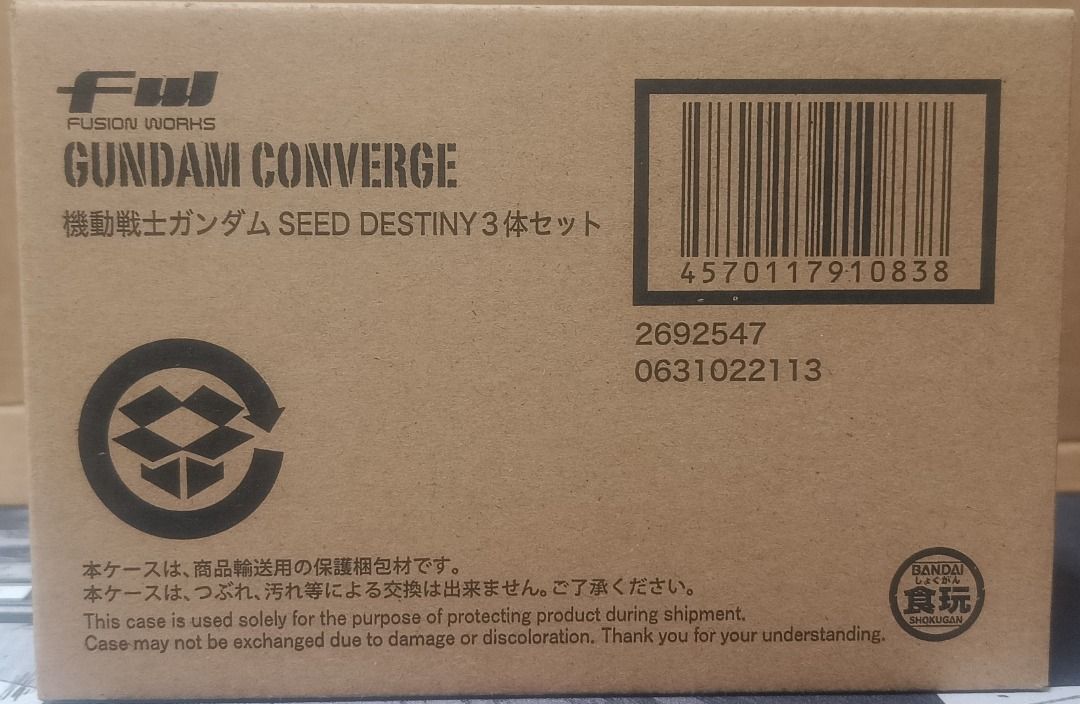 fw
FUSION WORKS
GUNDAM CONVERGE
機動戦士ガンダム SEED DESTINY 3体セット
4570117910838
2692547
0631022113
本ケースは、商品輸送用の保護梱包材です。
本ケースは、つぶれ、汚れ等による交換は出来ません。ご了承ください。
This case is used solely for the purpose of protecting product during shipment.
Case may not be exchanged due to damage or discoloration. Thank you for your understanding.
BANDAI
しょくがん
食玩
SHOKUGAN